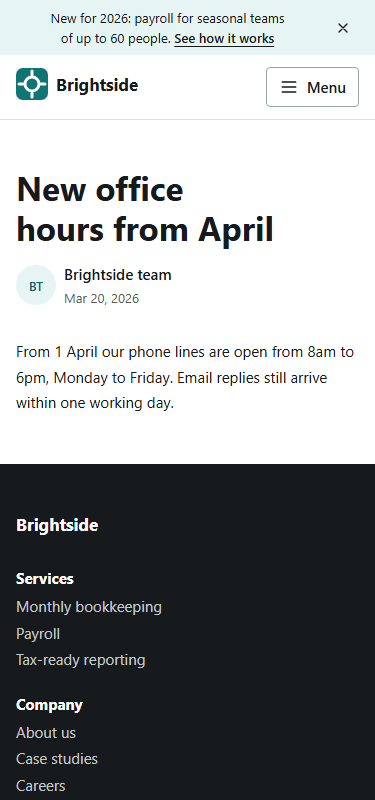 New for 2026: payroll for seasonal teams
of up to 60 people. See how it works
Brightside
Menu
New office
hours from April
BT
Brightside team
Mar 20, 2026
From 1 April our phone lines are open from 8am to
6pm, Monday to Friday. Email replies still arrive
within one working day.
Brightside
Services
Monthly bookkeeping
Payroll
Tax-ready reporting
Company
About us
Case studies
Careers